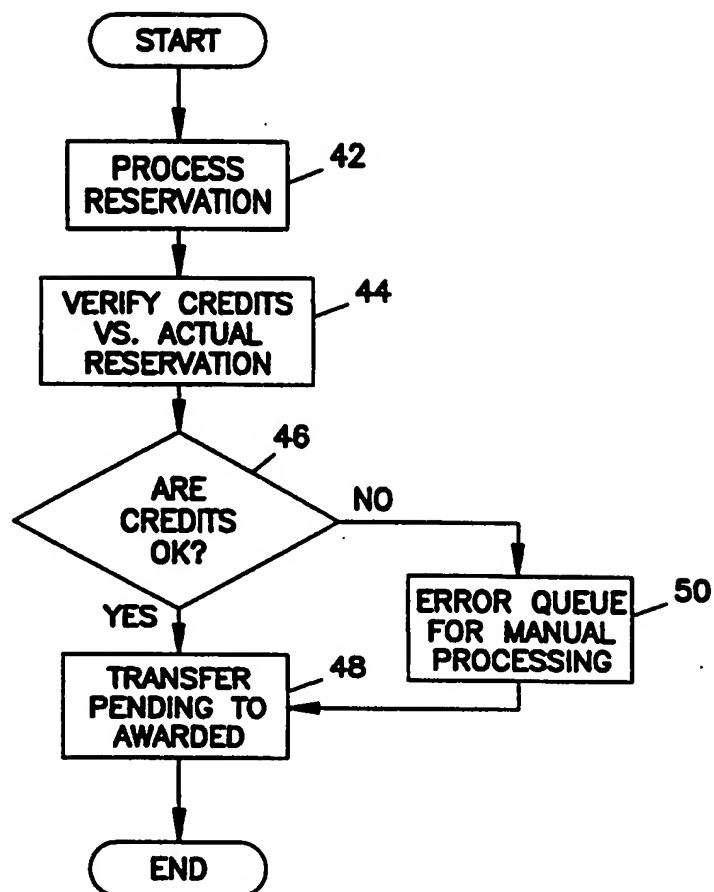 START
PROCESS
RESERVATION
42
VERIFY CREDITS
VS. ACTUAL
RESERVATION
44
46
ARE
CREDITS
OK?
NO
YES
ERROR QUEUE
FOR MANUAL
PROCESSING
50
TRANSFER
PENDING TO
AWARDED
48
END